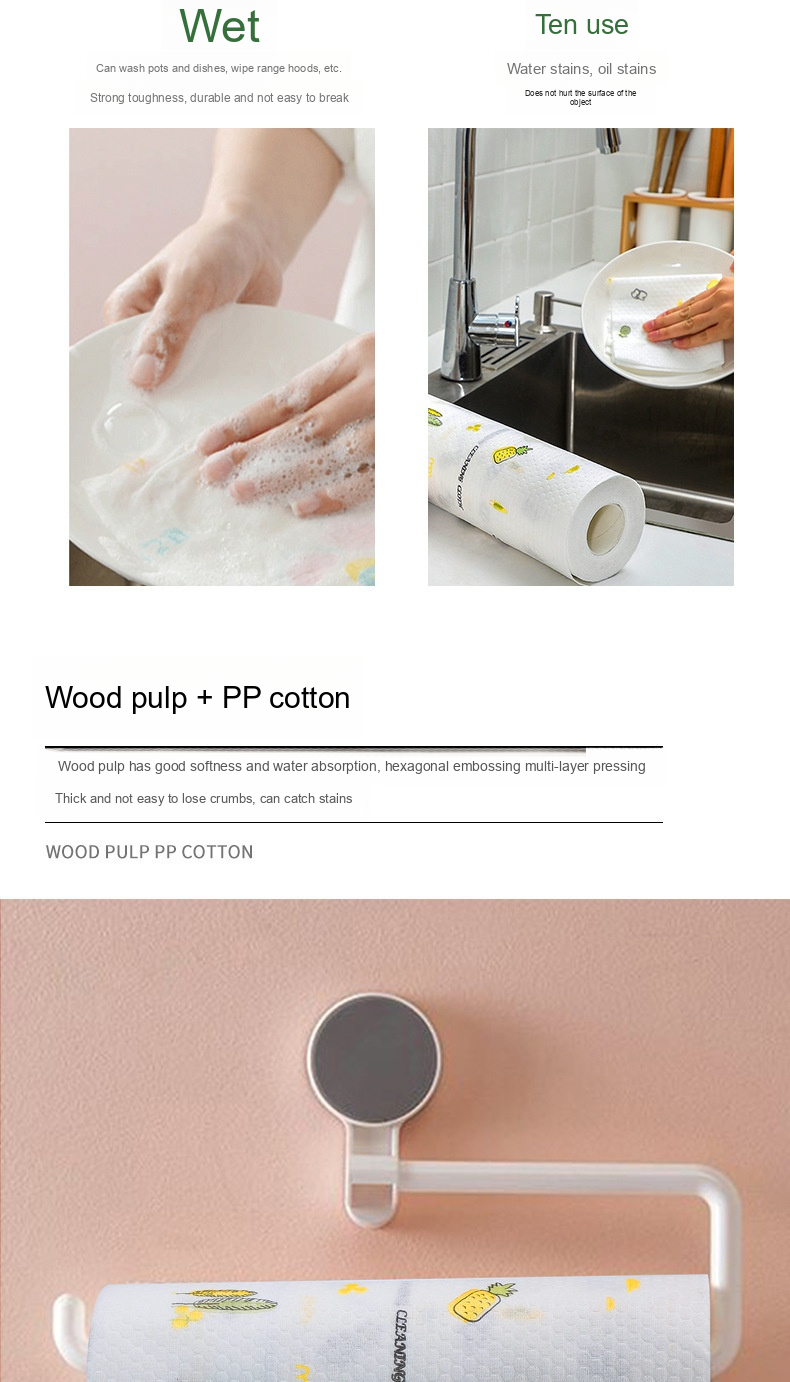 Wet
Can wash pots and dishes, wipe range hoods, etc.
Strong toughness, durable and not easy to break
Ten use
Water stains, oil stains
Does not hurt the surface of the
object
CLEANING CLOTH
Wood pulp + PP cotton
Wood pulp has good softness and water absorption, hexagonal embossing multi-layer pressing
Thick and not easy to lose crumbs, can catch stains
WOOD PULP PP COTTON
CLEANING